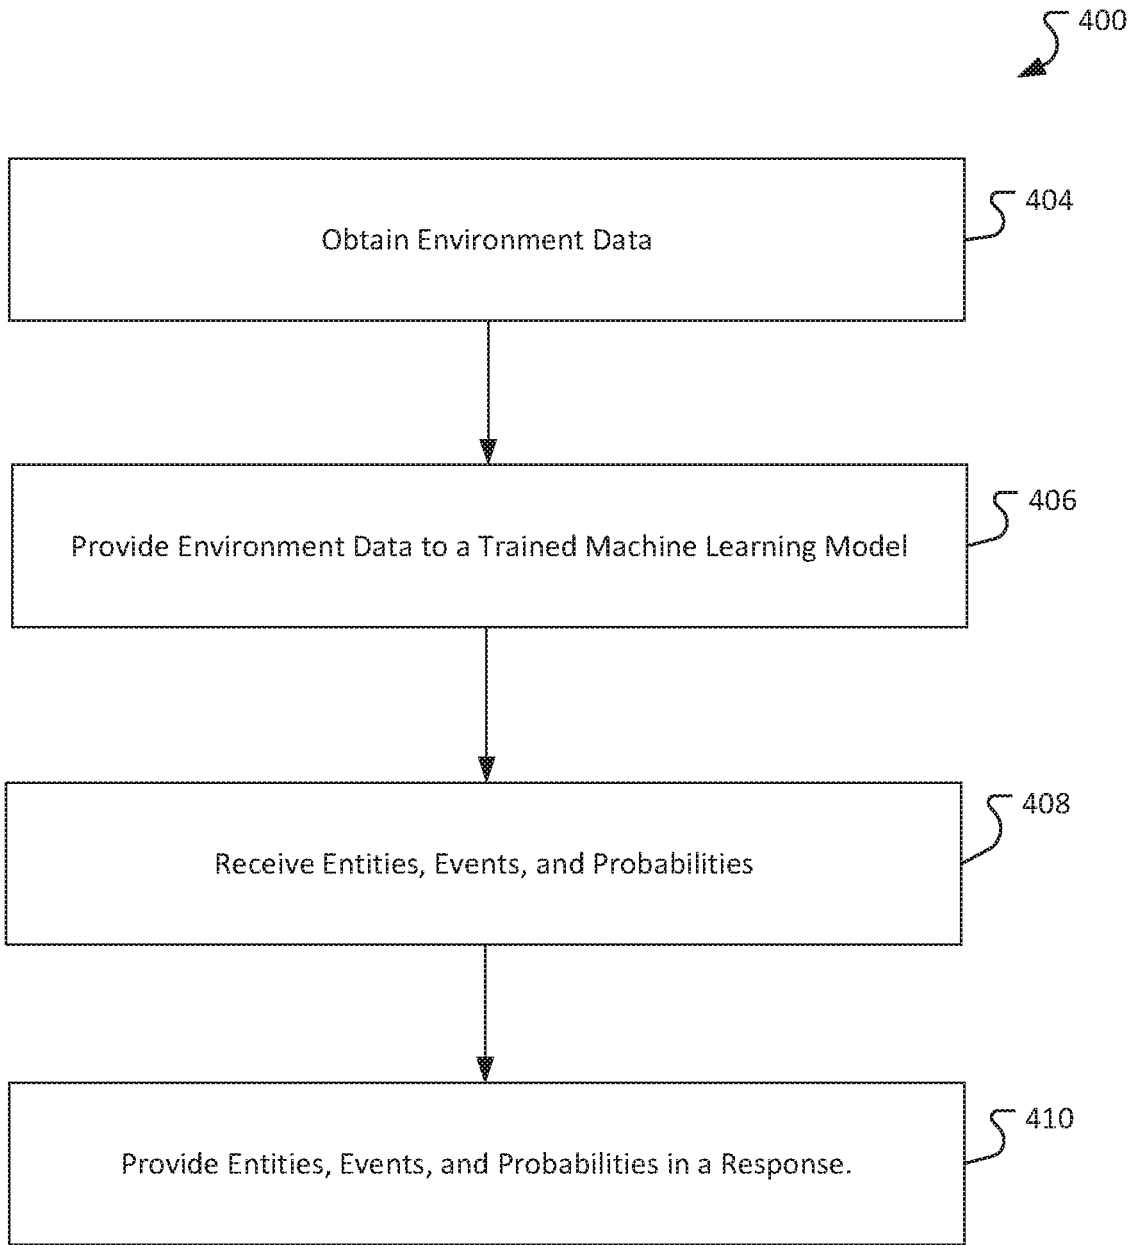 400
Obtain Environment Data
404
Provide Environment Data to a Trained Machine Learning Model
406
Receive Entities, Events, and Probabilities
408
Provide Entities, Events, and Probabilities in a Response.
410